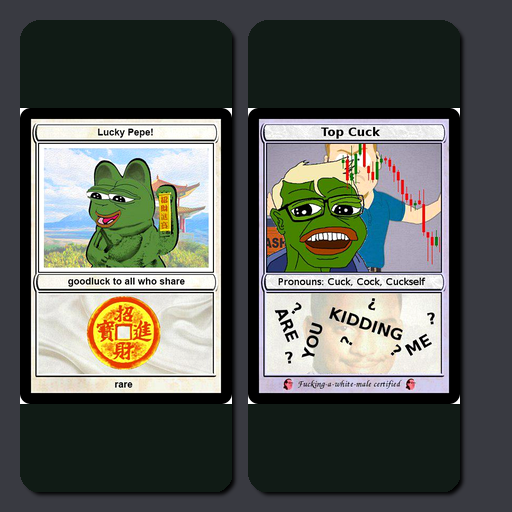 Lucky Pepe!
goodluck to all who share
招
寶 進
財
rare
Top Cuck
ASH
Pronouns: Cuck, Cock, Cuckself
? ¿ ?
ARE YOU KIDDING ME
? ? ?
Fucking-a-white-male certified